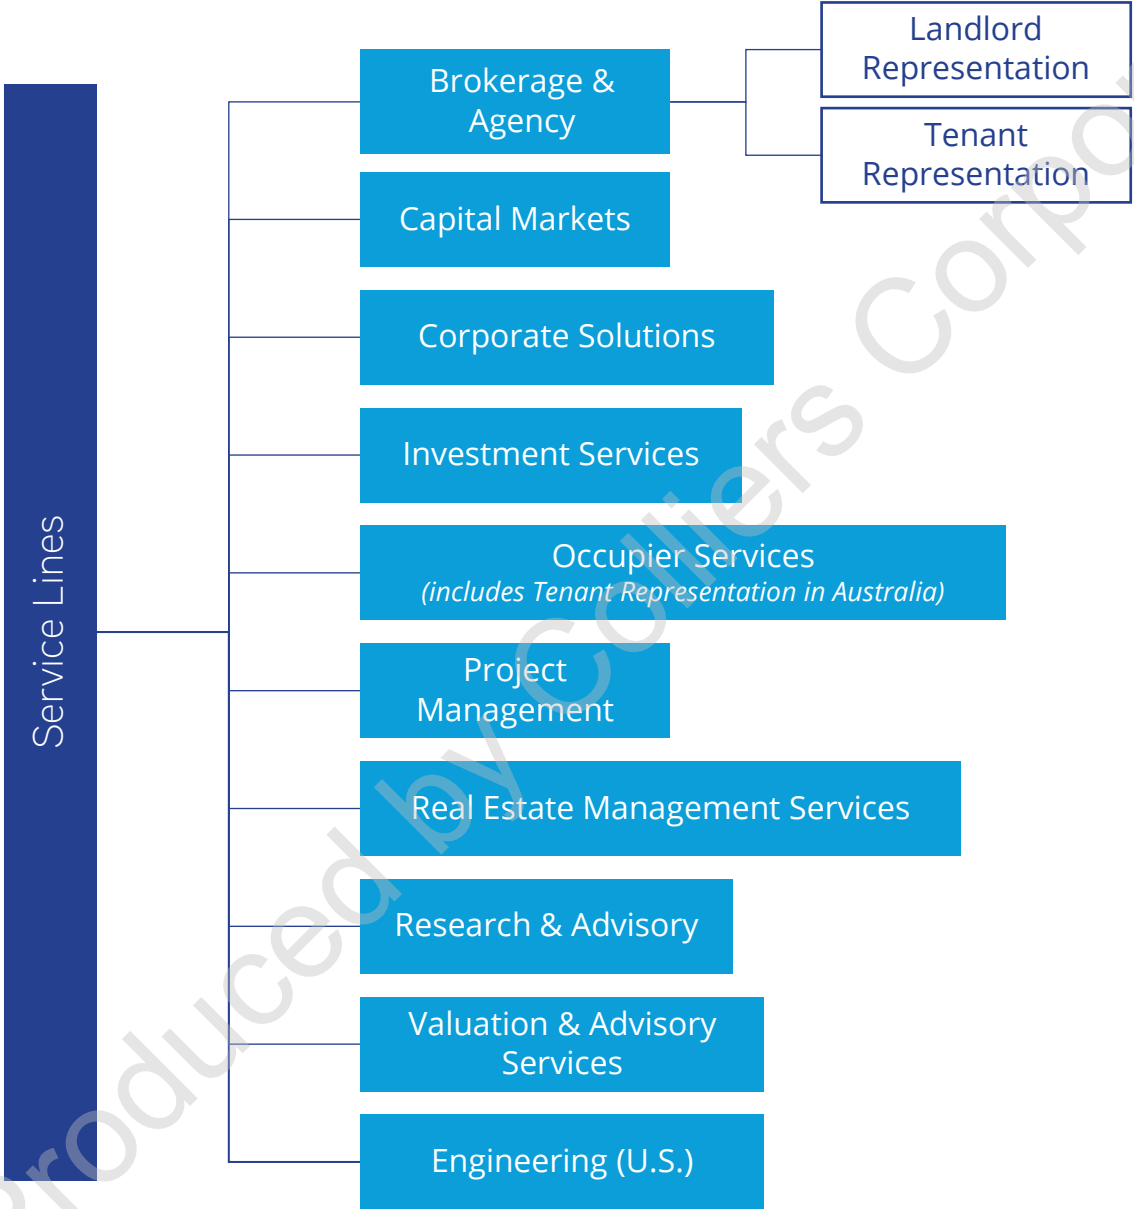 Service Lines
Brokerage &
Agency
Landlord
Representation
Tenant
Representation
Capital Markets
Corporate Solutions
Investment Services
Occupier Services
(includes Tenant Representation in Australia)
Project
Management
Real Estate Management Services
Research & Advisory
Valuation & Advisory
Services
Engineering (U.S.)
Produced by Colliers